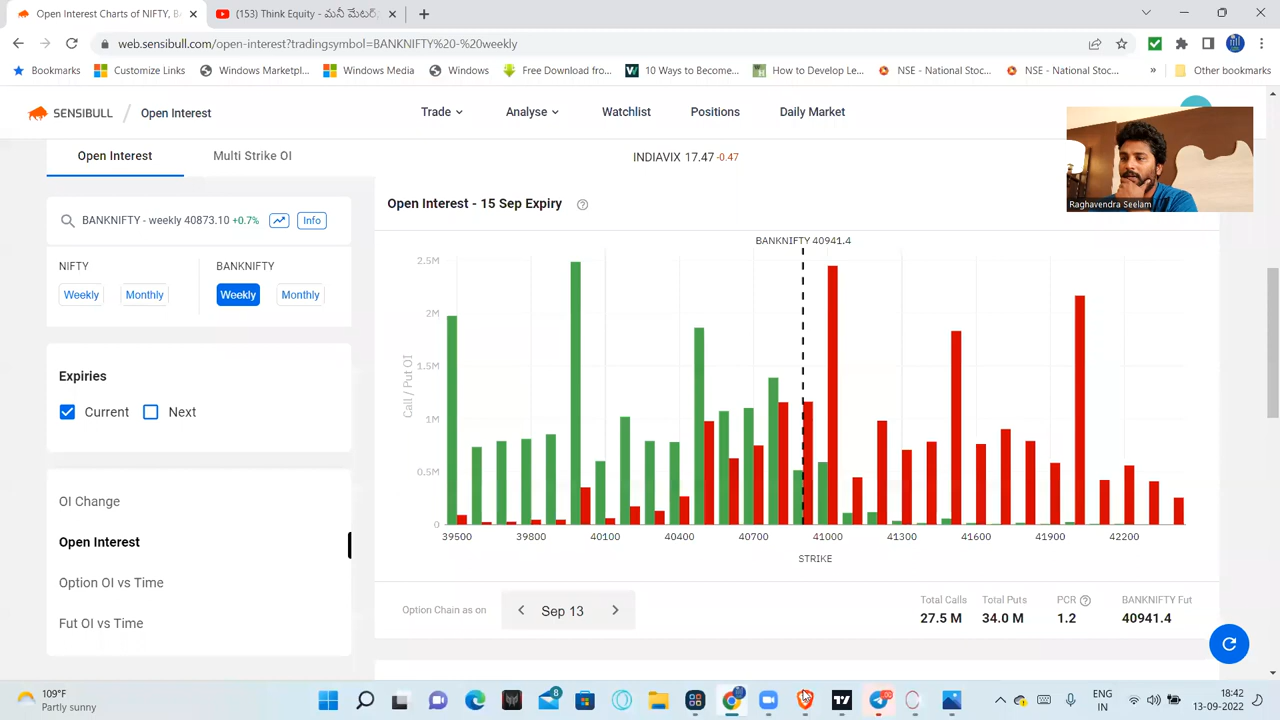 Open Interest Charts of NIFTY, B
(153) Think Equity - మనీ మేటర్స్
web.sensibull.com/open-interest?tradingsymbol=BANKNIFTY%20-%20weekly
Bookmarks
Customize Links
Windows Marketpl...
Windows Media
Windows
Free Download fro...
10 Ways to Become...
How to Develop Le...
NSE - National Stoc...
NSE - National Stoc...
»
Other bookmarks
SENSIBULL / Open Interest
Trade
Analyse
Watchlist
Positions
Daily Market
Raghavendra Seelam
Open Interest
Multi Strike OI
INDIAVIX 17.47 -0.47
BANKNIFTY - weekly 40873.10 +0.7%
Info
NIFTY
BANKNIFTY
Weekly
Monthly
Weekly
Monthly
Expiries
Current
Next
OI Change
Open Interest
Option OI vs Time
Fut OI vs Time
Open Interest - 15 Sep Expiry
BANKNIFTY 40941.4
2.5M
2M
1.5M
1M
0.5M
0
Call / Put OI
39500 39800 40100 40400 40700 41000 41300 41600 41900 42200
STRIKE
Option Chain as on
Sep 13
Total Calls
27.5 M
Total Puts
34.0 M
PCR
1.2
BANKNIFTY Fut
40941.4
109°F
Partly sunny
8
ENG
IN
18:42
13-09-2022